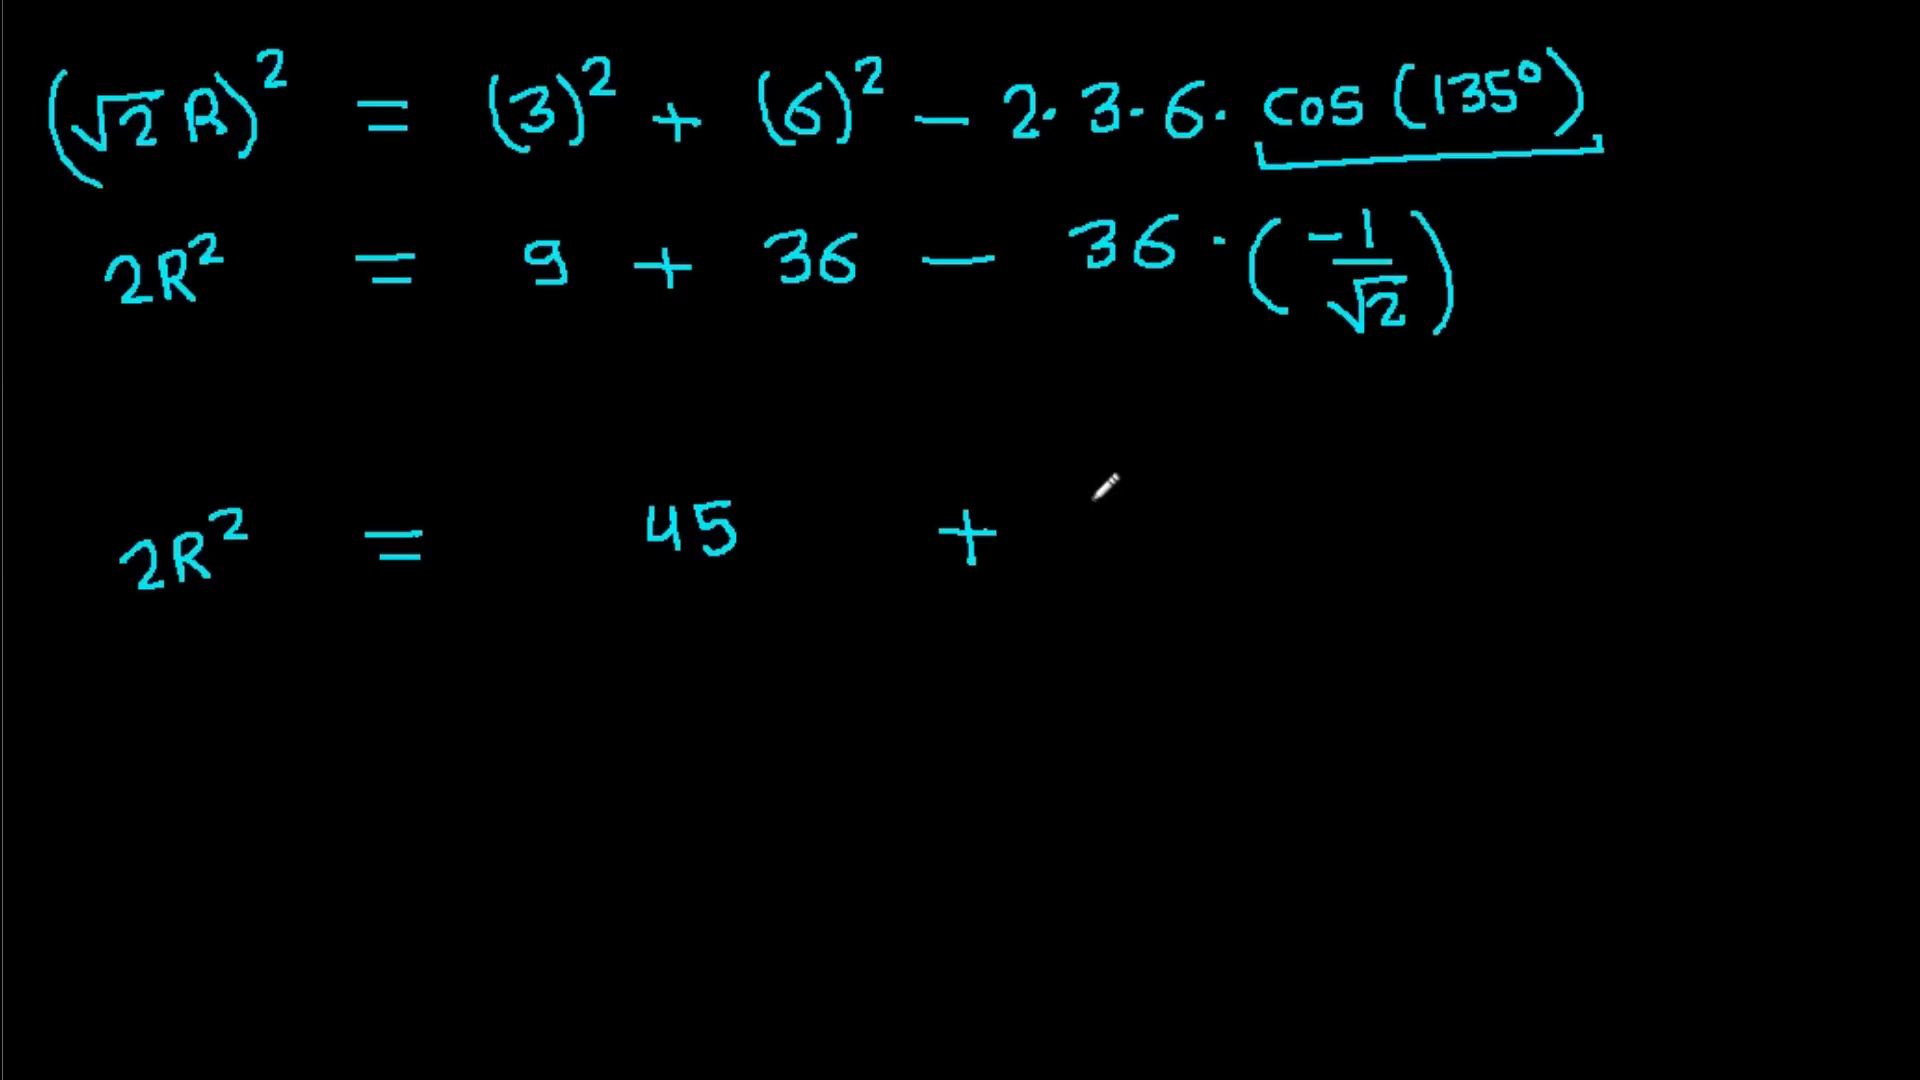 (√2 R)² = (3)² + (6)² − 2·3·6·cos(135°)
2R² = 9 + 36 − 36·(−1/√2)
2R² = 45 +